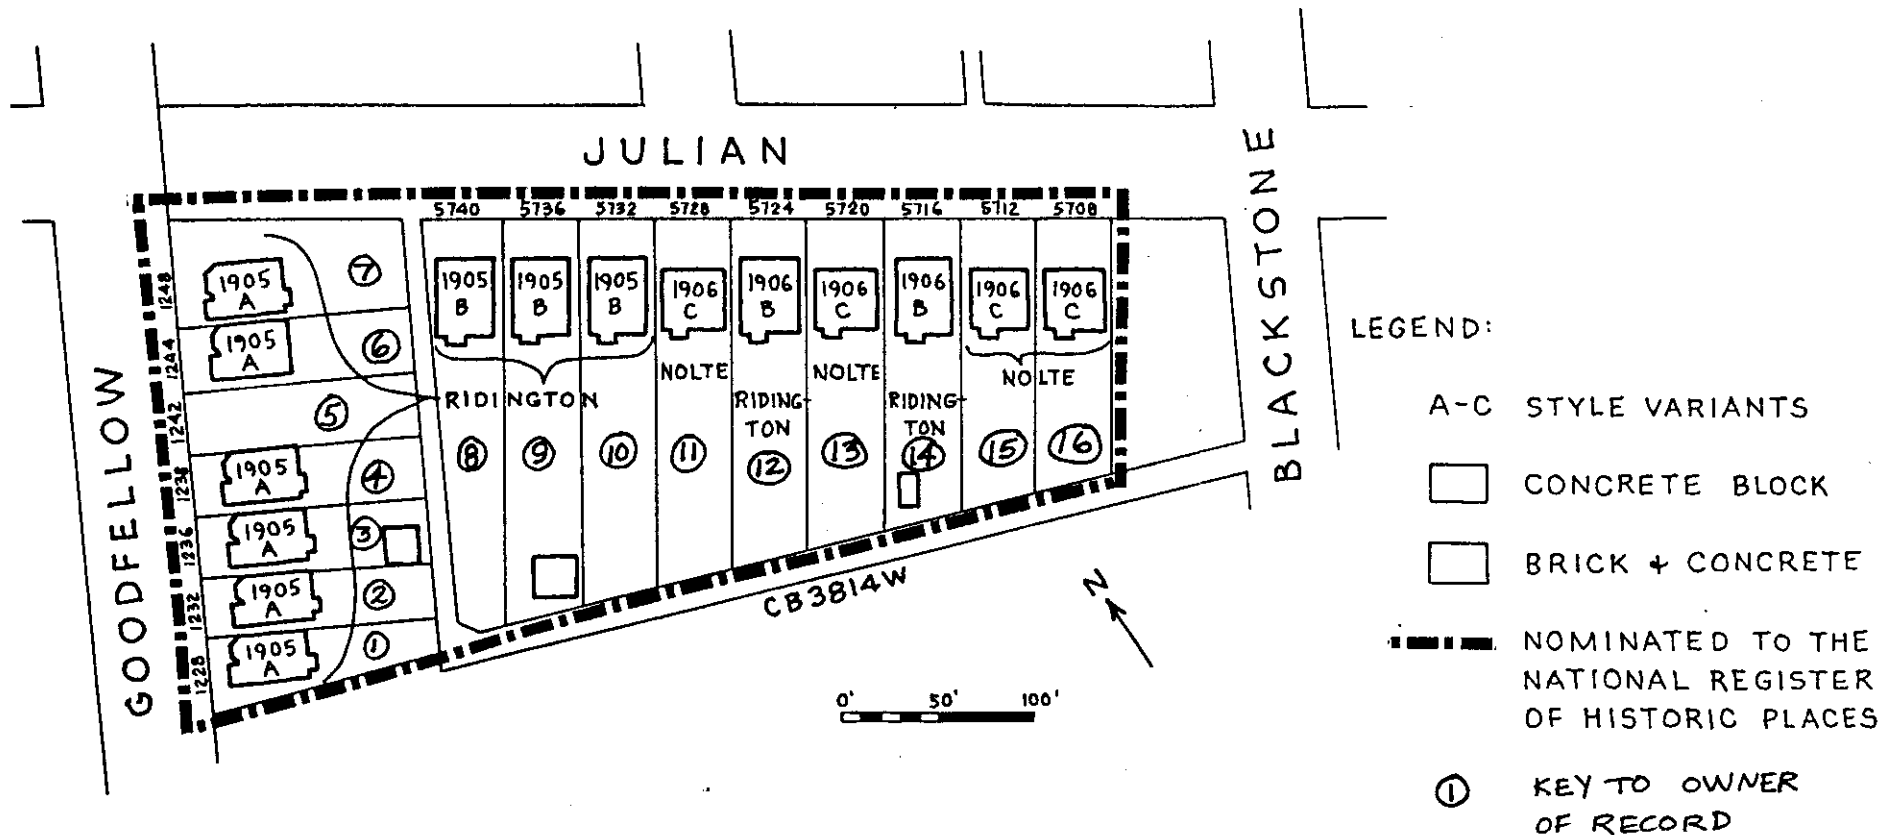 JULIAN
BLACKSTONE
GOODFELLOW
5740 5736 5732 5728 5724 5720 5716 5712 5708
1248
1244
1242
1238
1236
1232
1228
1905
A
7
1905
A
6
5
1905
A
4
1905
A
3
1905
A
2
1905
A
1
1905
B
1905
B
1905
B
1906
C
1906
B
1906
C
1906
B
1906
C
1906
C
RIDINGTON
NOLTE
RIDING-
TON
NOLTE
RIDING-
TON
NOLTE
8 9 10 11 12 13 14 15 16
CB3814W
N
0' 50' 100'
LEGEND:
A-C STYLE VARIANTS
CONCRETE BLOCK
BRICK & CONCRETE
NOMINATED TO THE
NATIONAL REGISTER
OF HISTORIC PLACES
1 KEY TO OWNER
OF RECORD